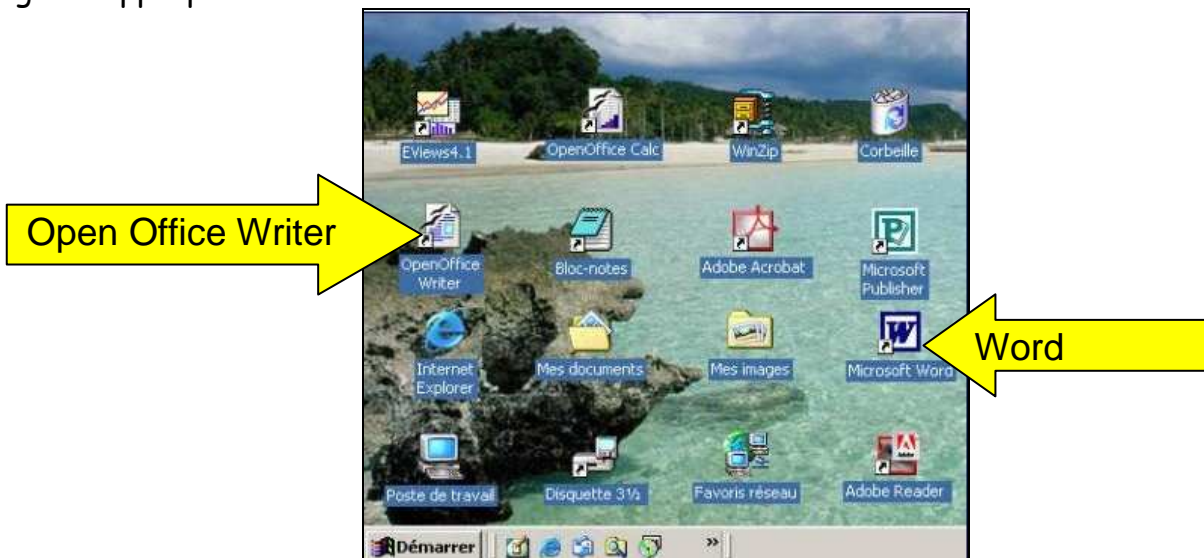 EViews4.1
OpenOffice Calc
WinZip
Corbeille
Open Office Writer
OpenOffice
Writer
Bloc-notes
Adobe Acrobat
Microsoft
Publisher
Internet
Explorer
Mes documents
Mes images
Microsoft Word
Word
Poste de travail
Disquette 3½
Favoris réseau
Adobe Reader
Démarrer
»